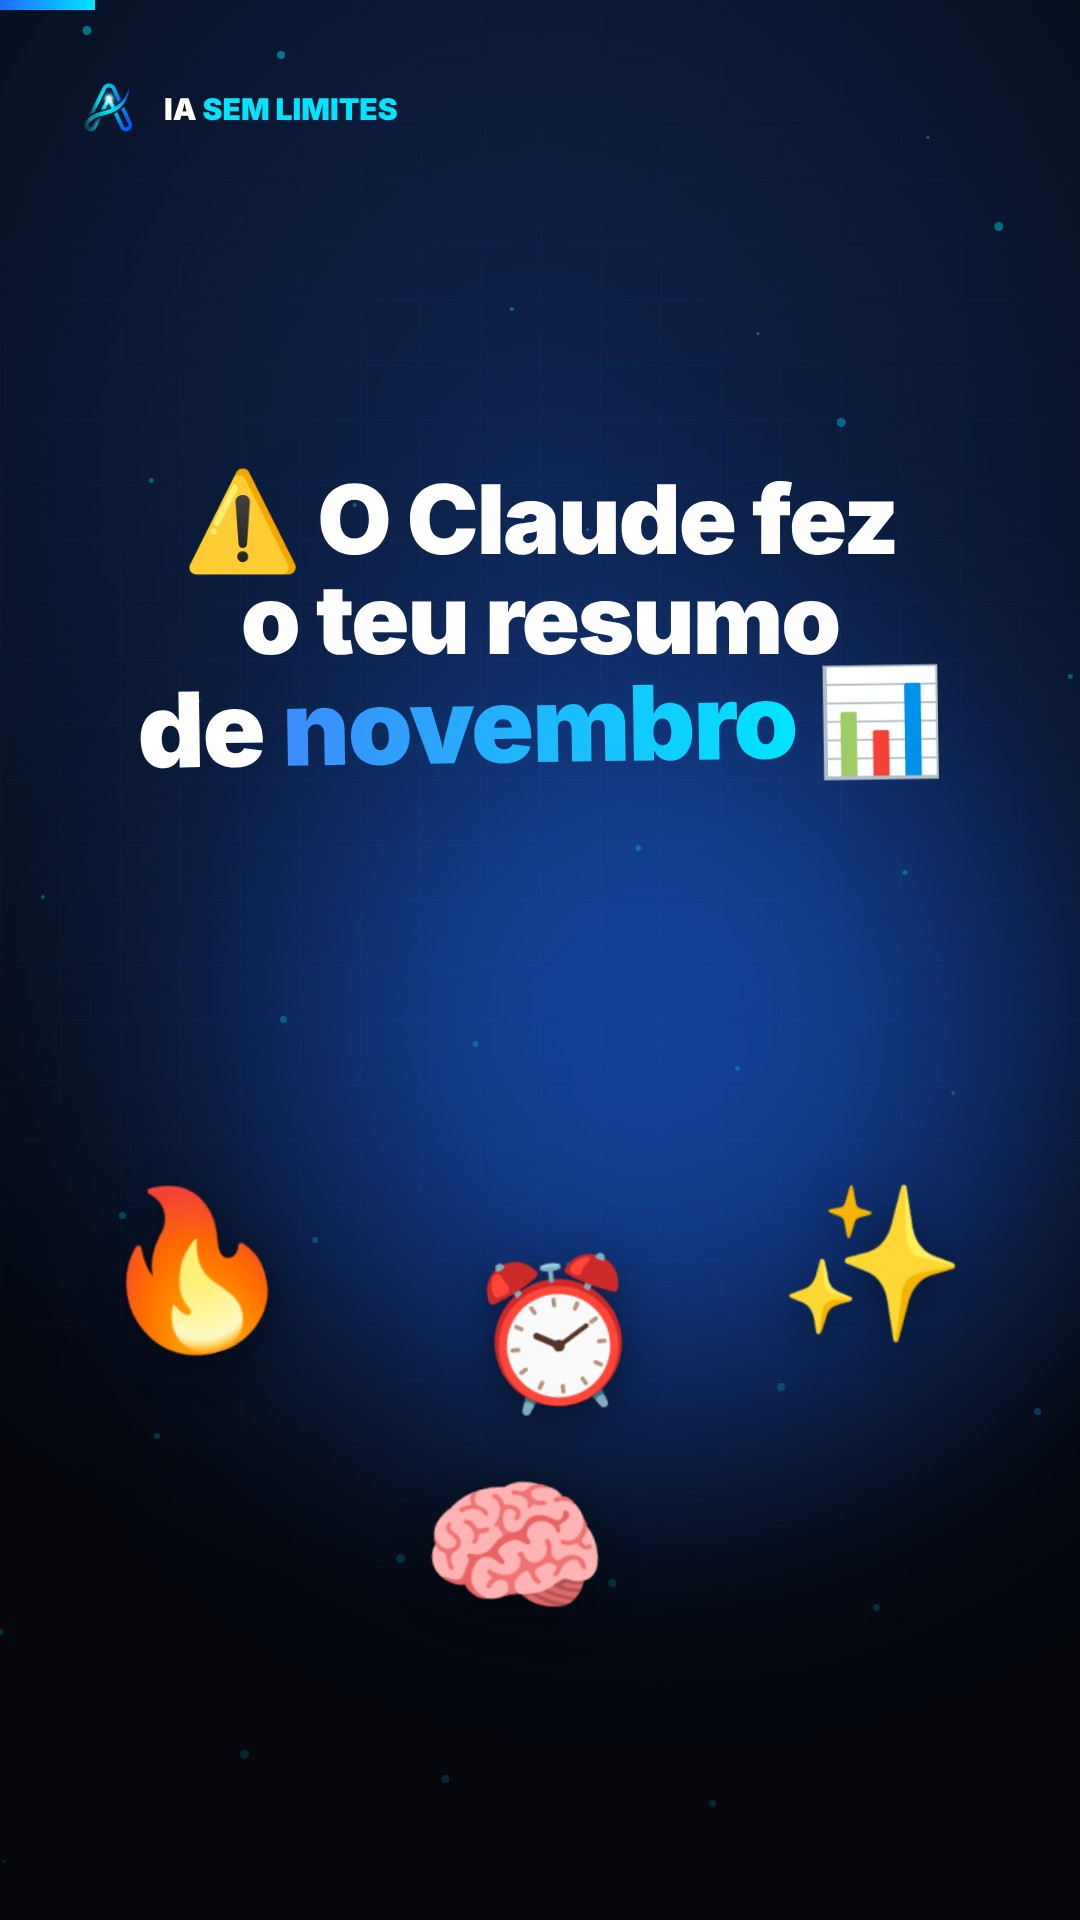 IA SEM LIMITES
⚠️ O Claude fez
o teu resumo
de novembro 📊